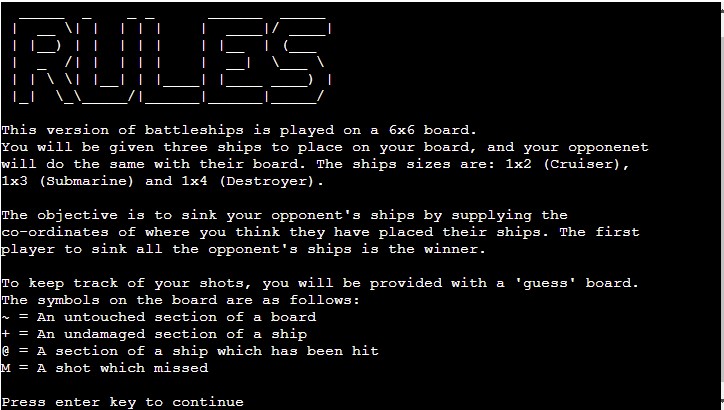 RULES
This version of battleships is played on a 6x6 board.
You will be given three ships to place on your board, and your opponenet
will do the same with their board. The ships sizes are: 1x2 (Cruiser),
1x3 (Submarine) and 1x4 (Destroyer).
The objective is to sink your opponent's ships by supplying the
co-ordinates of where you think they have placed their ships. The first
player to sink all the opponent's ships is the winner.
To keep track of your shots, you will be provided with a 'guess' board.
The symbols on the board are as follows:
~ = An untouched section of a board
+ = An undamaged section of a ship
@ = A section of a ship which has been hit
M = A shot which missed
Press enter key to continue